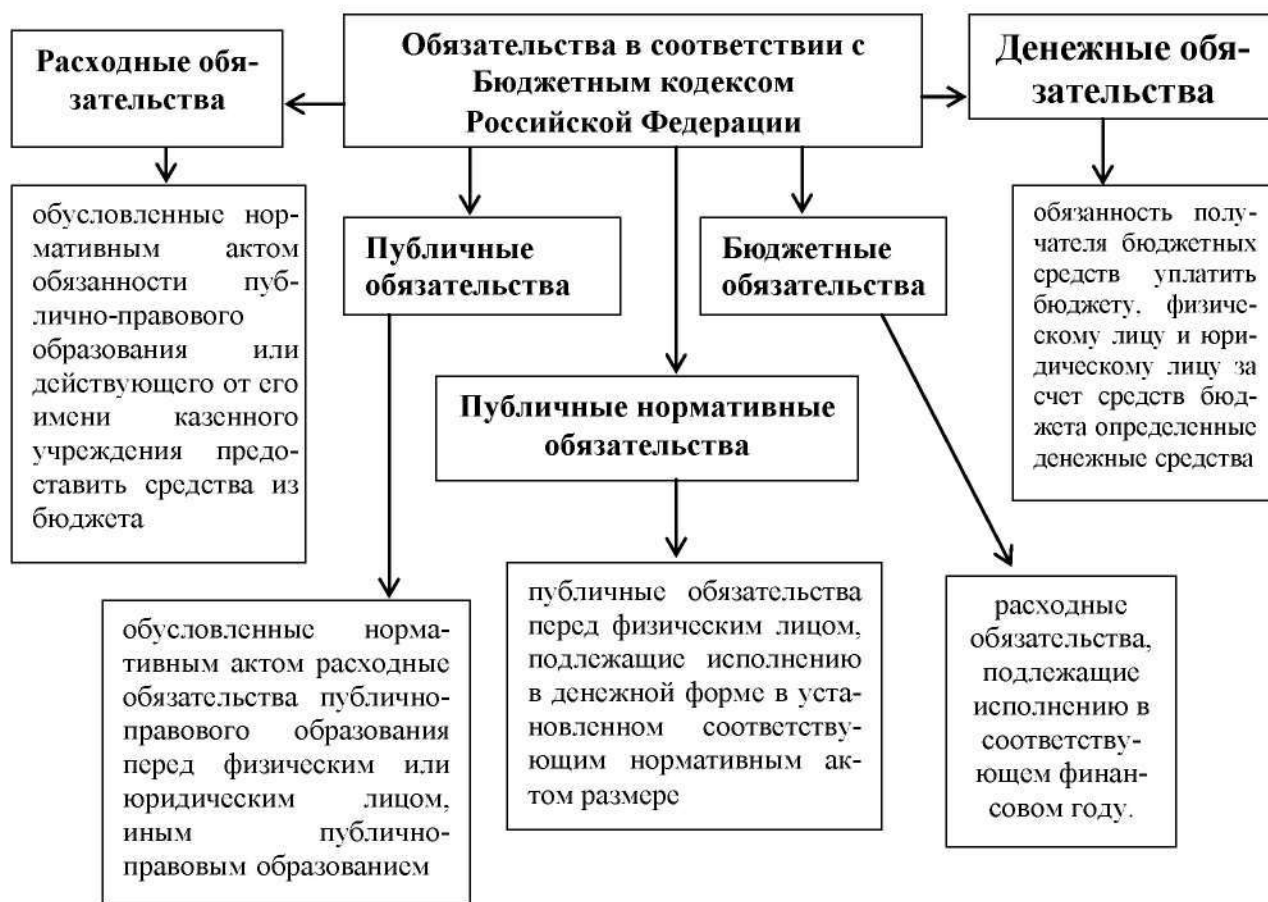 Обязательства в соответствии с
Бюджетным кодексом
Российской Федерации
Расходные обя-
зательства
Денежные обя-
зательства
обусловленные нор-
мативным актом
обязанности пуб-
лично-правового
образования или
действующего от его
имени казенного
учреждения предо-
ставить средства из
бюджета
Публичные
обязательства
Бюджетные
обязательства
обязанность полу-
чателя бюджетных
средств уплатить
бюджету, физиче-
скому лицу и юри-
дическому лицу за
счет средств бюд-
жета определенные
денежные средства
Публичные нормативные
обязательства
обусловленные норма-
тивным актом расходные
обязательства публично-
правового образования
перед физическим или
юридическим лицом,
иным публично-
правовым образованием
публичные обязательства
перед физическим лицом,
подлежащие исполнению
в денежной форме в уста-
новленном соответству-
ющим нормативным ак-
том размере
расходные
обязательства,
подлежащие
исполнению в
соответству-
ющем финан-
совом году.